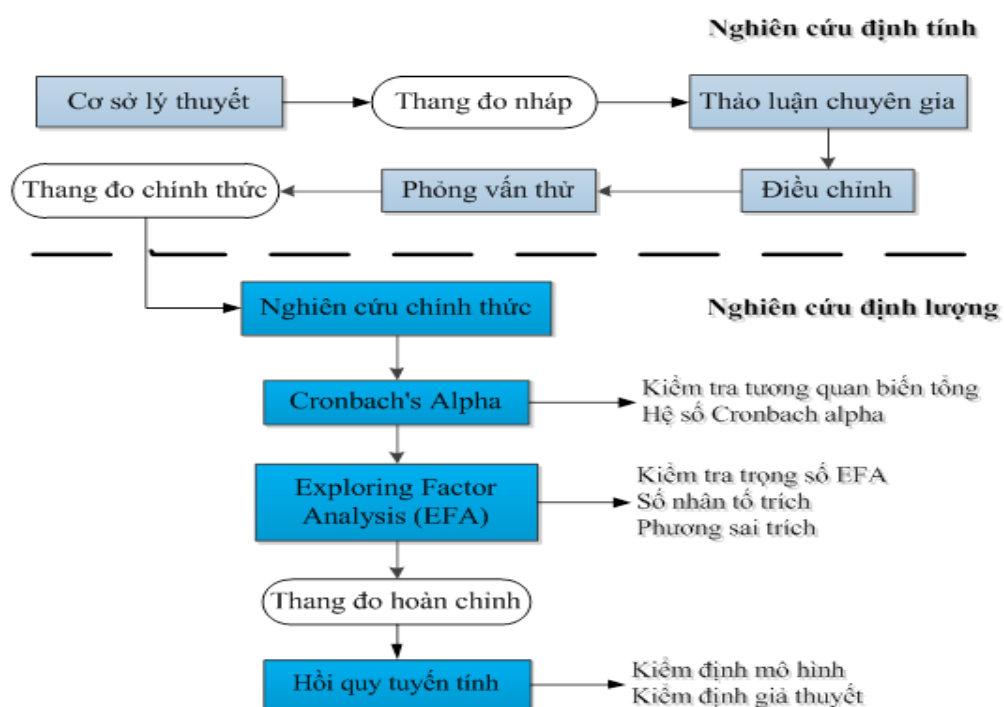 Nghiên cứu định tính
Cơ sở lý thuyết
Thang đo nháp
Thảo luận chuyên gia
Điều chỉnh
Phỏng vấn thử
Thang đo chính thức
Nghiên cứu định lượng
Nghiên cứu chính thức
Cronbach's Alpha
Kiểm tra tương quan biến tổng
Hệ số Cronbach alpha
Exploring Factor
Analysis (EFA)
Kiểm tra trọng số EFA
Số nhân tố trích
Phương sai trích
Thang đo hoàn chỉnh
Hồi quy tuyến tính
Kiểm định mô hình
Kiểm định giả thuyết